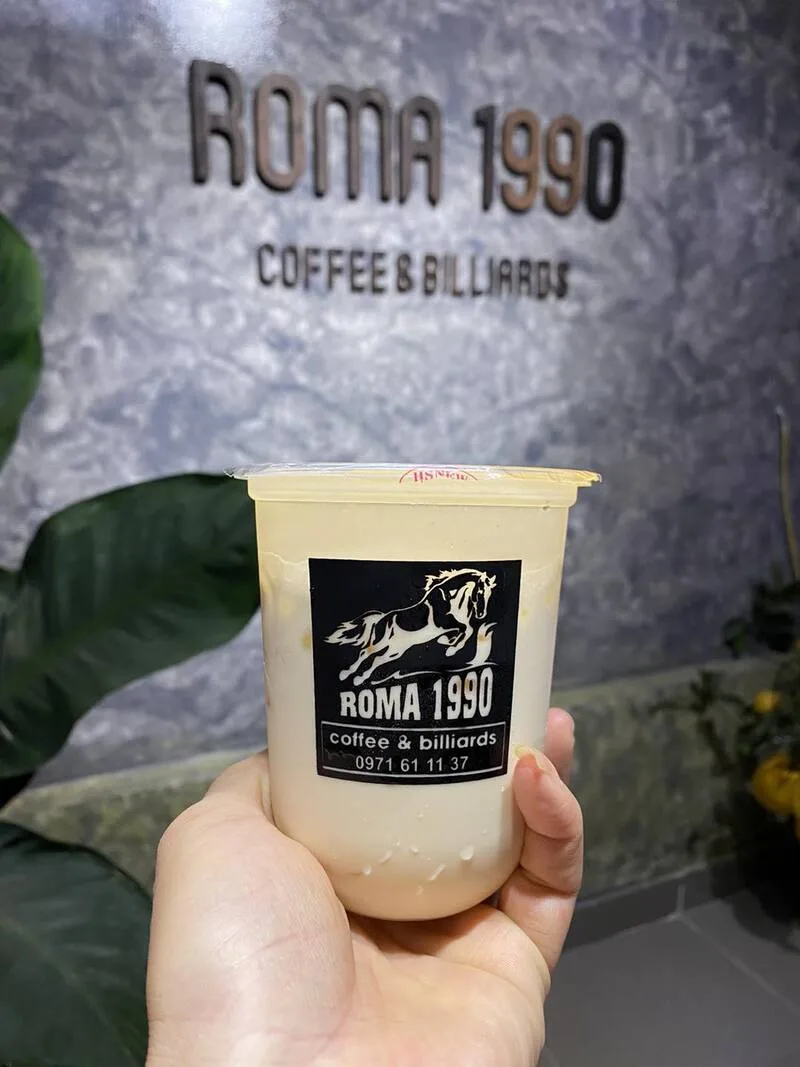 ROMA 1990
COFFEE & BILLIARDS
ROMA 1990
coffee & billiards
0971 61 11 37